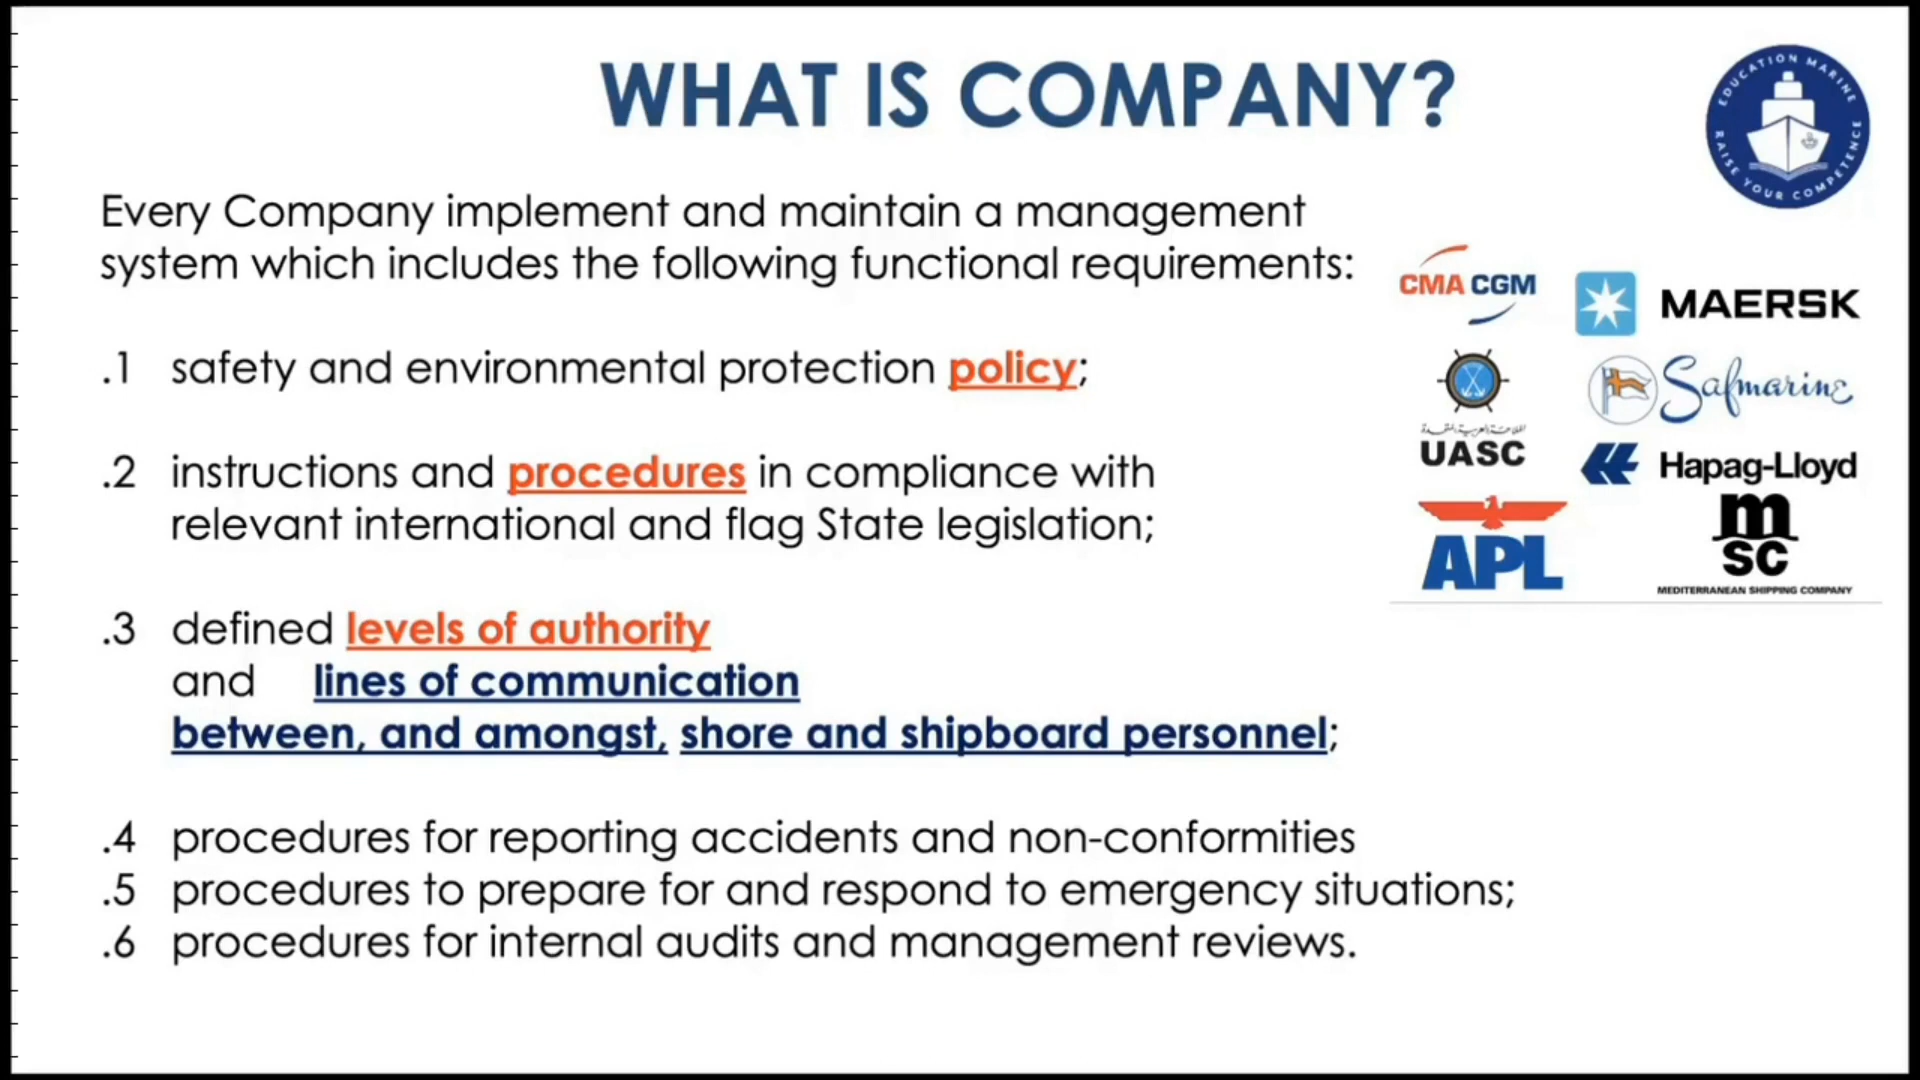 WHAT IS COMPANY?
EDUCATION MARINE
RAISE YOUR COMPETENCE
Every Company implement and maintain a management
system which includes the following functional requirements:
.1 safety and environmental protection policy;
.2 instructions and procedures in compliance with
relevant international and flag State legislation;
.3 defined levels of authority
and lines of communication
between, and amongst, shore and shipboard personnel;
.4 procedures for reporting accidents and non-conformities
.5 procedures to prepare for and respond to emergency situations;
.6 procedures for internal audits and management reviews.
CMA CGM
MAERSK
UASC
Safmarine
Hapag-Lloyd
APL
msc
MEDITERRANEAN SHIPPING COMPANY